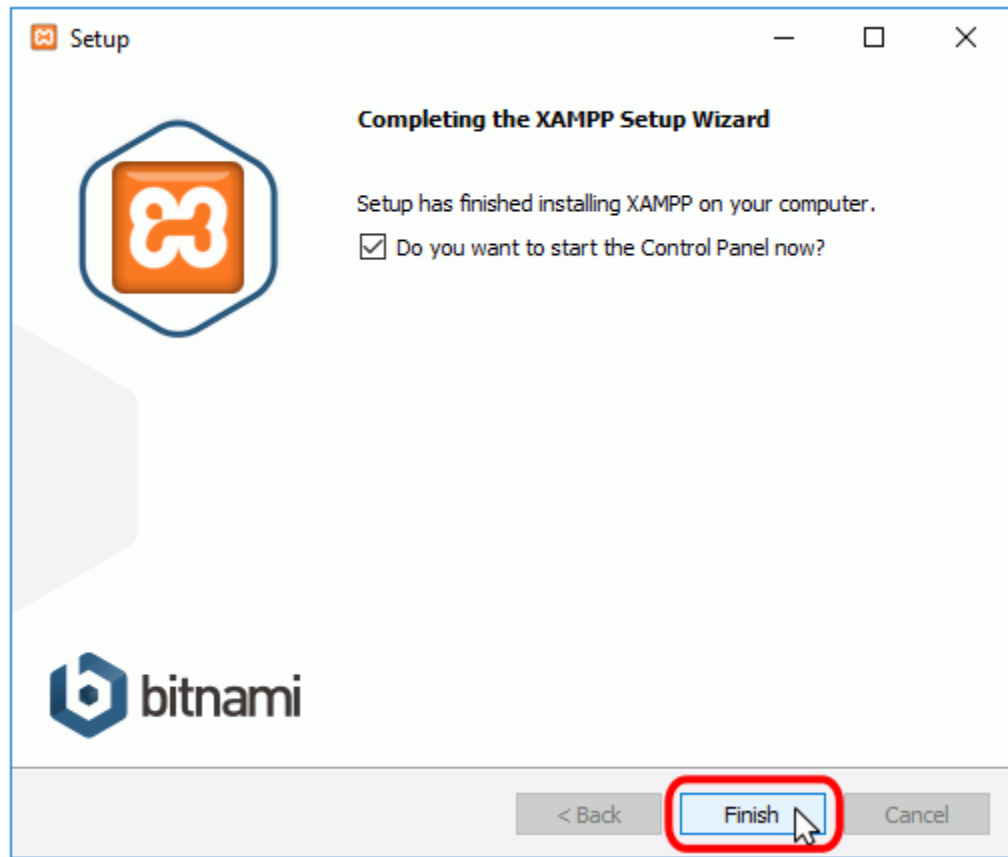 Setup
Completing the XAMPP Setup Wizard
Setup has finished installing XAMPP on your computer.
Do you want to start the Control Panel now?
bitnami
< Back
Finish
Cancel